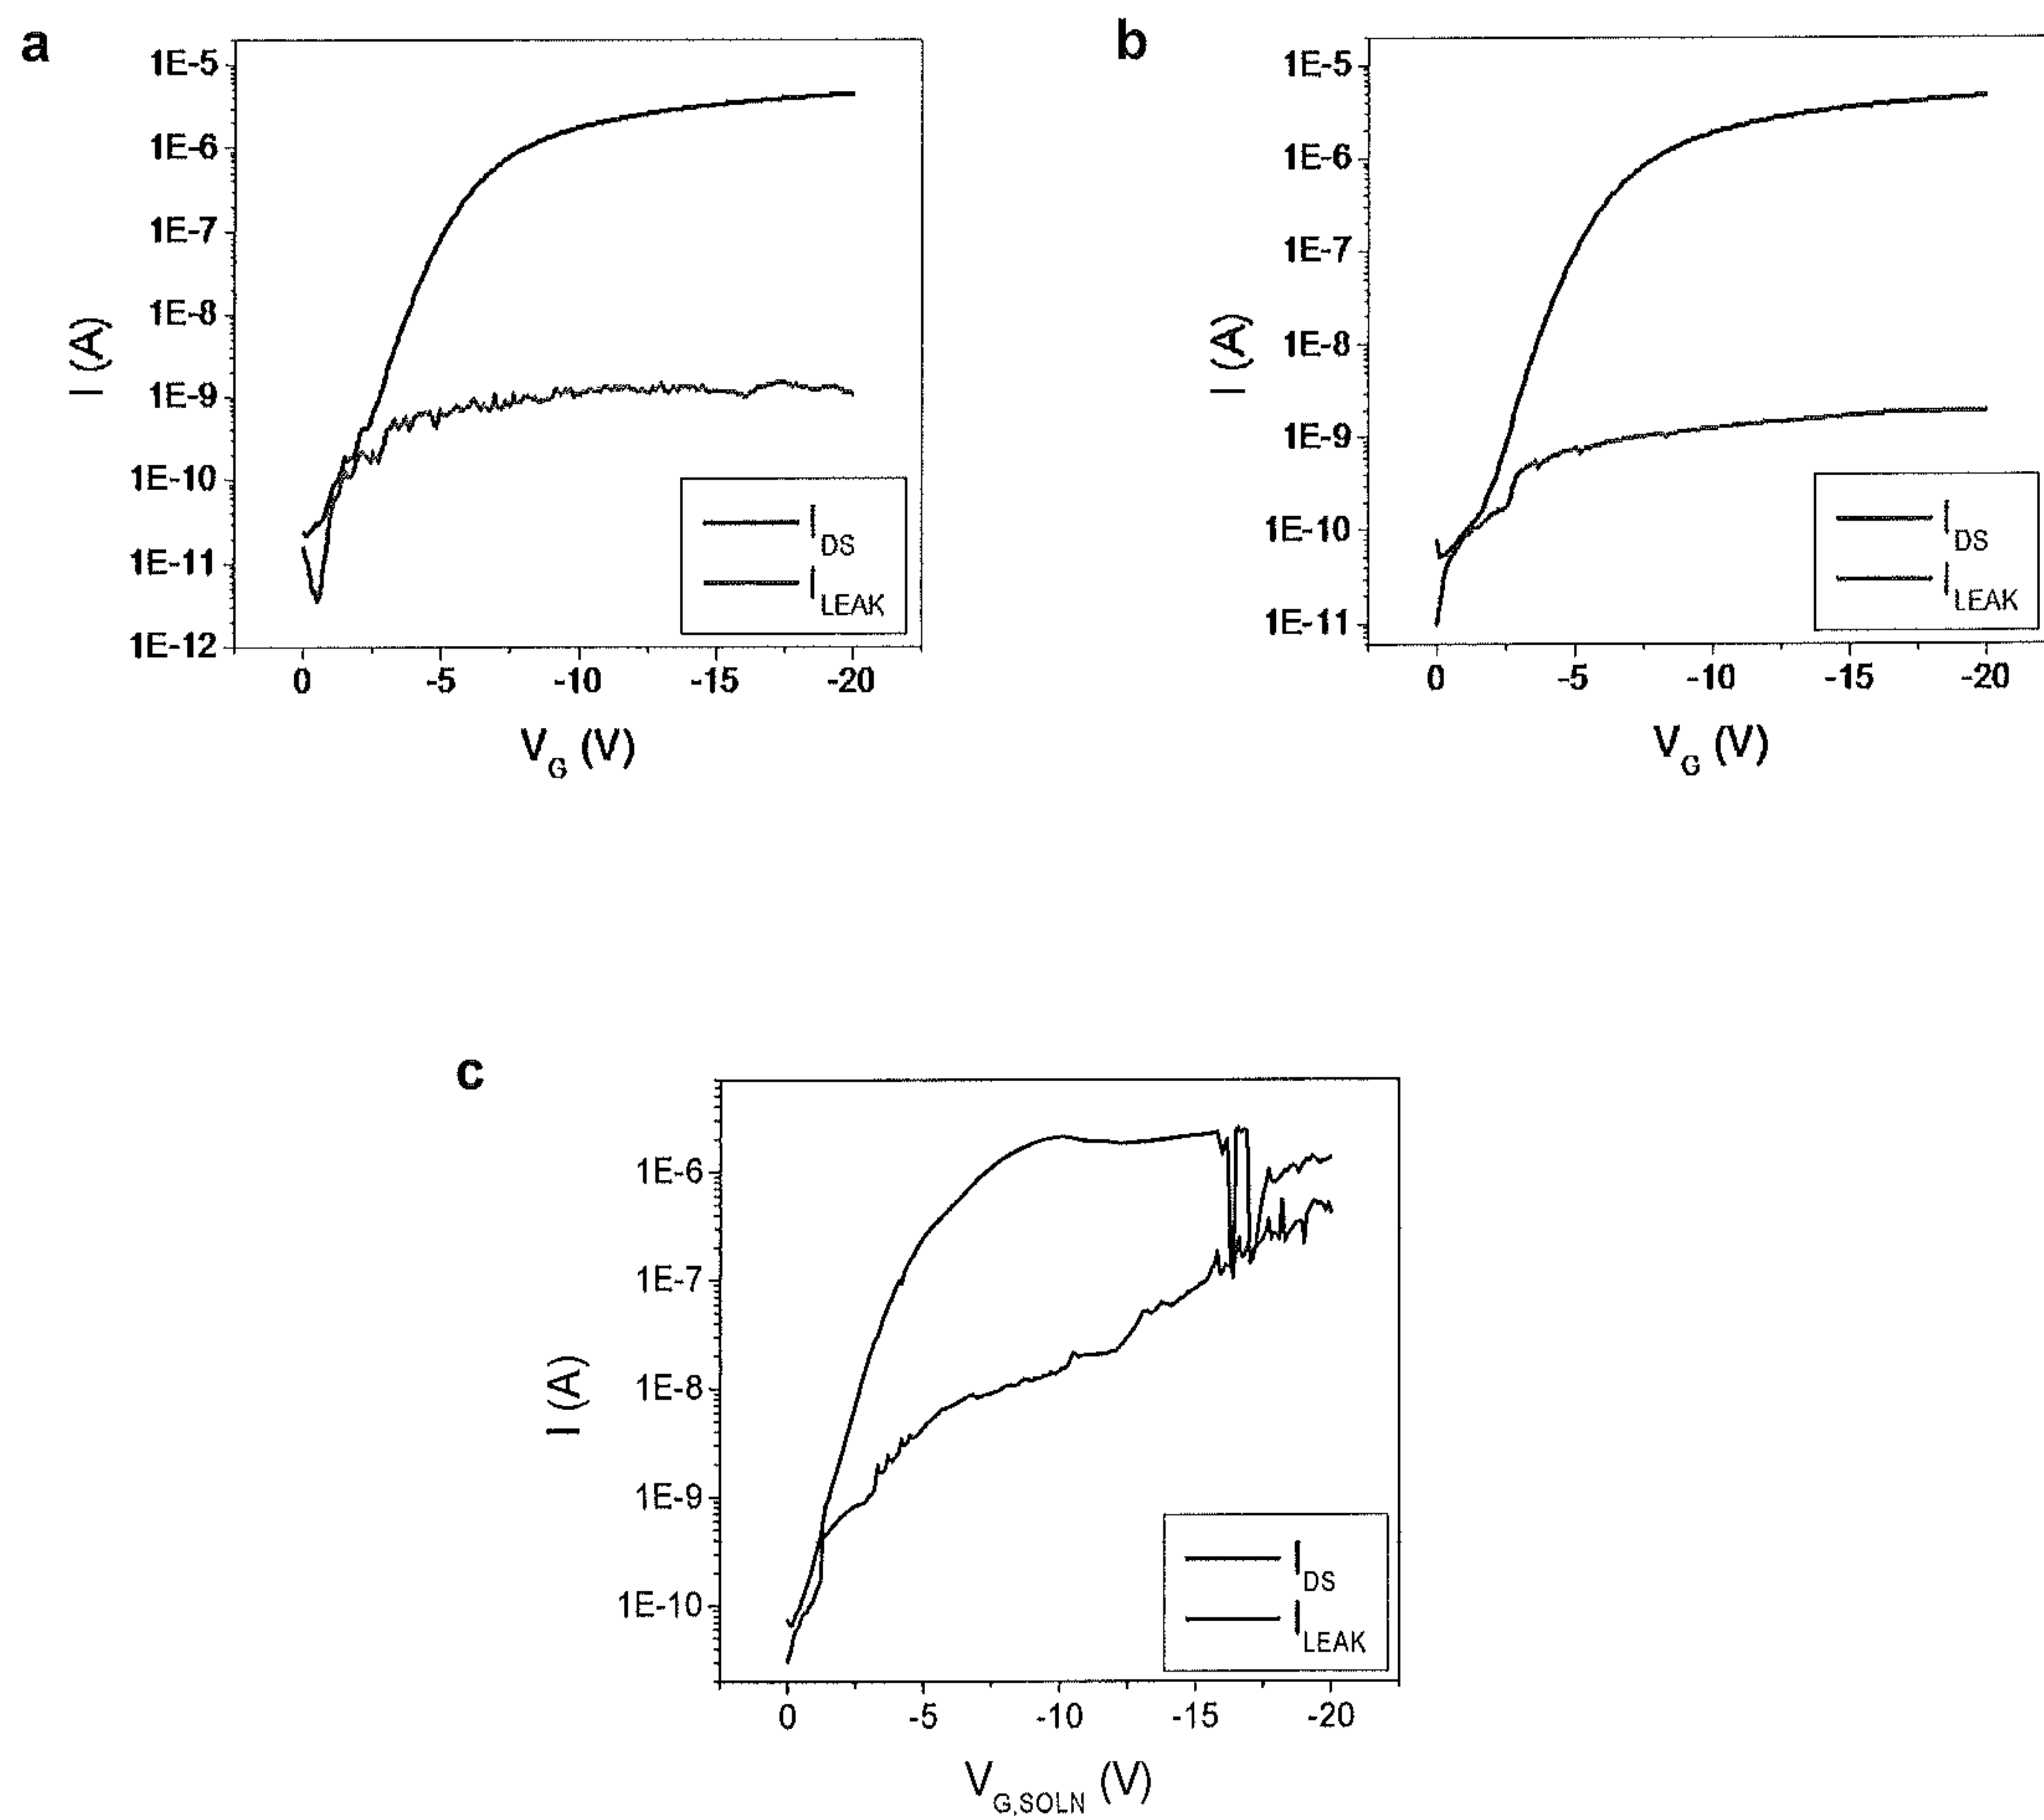 a
1E-5
1E-6
1E-7
1E-8
1E-9
1E-10
1E-11
1E-12
I (A)
0 -5 -10 -15 -20
V_G (V)
I_DS
I_LEAK
b
1E-5
1E-6
1E-7
1E-8
1E-9
1E-10
1E-11
I (A)
0 -5 -10 -15 -20
V_G (V)
I_DS
I_LEAK
c
1E-6
1E-7
1E-8
1E-9
1E-10
I (A)
0 -5 -10 -15 -20
V_G,SOLN (V)
I_DS
I_LEAK